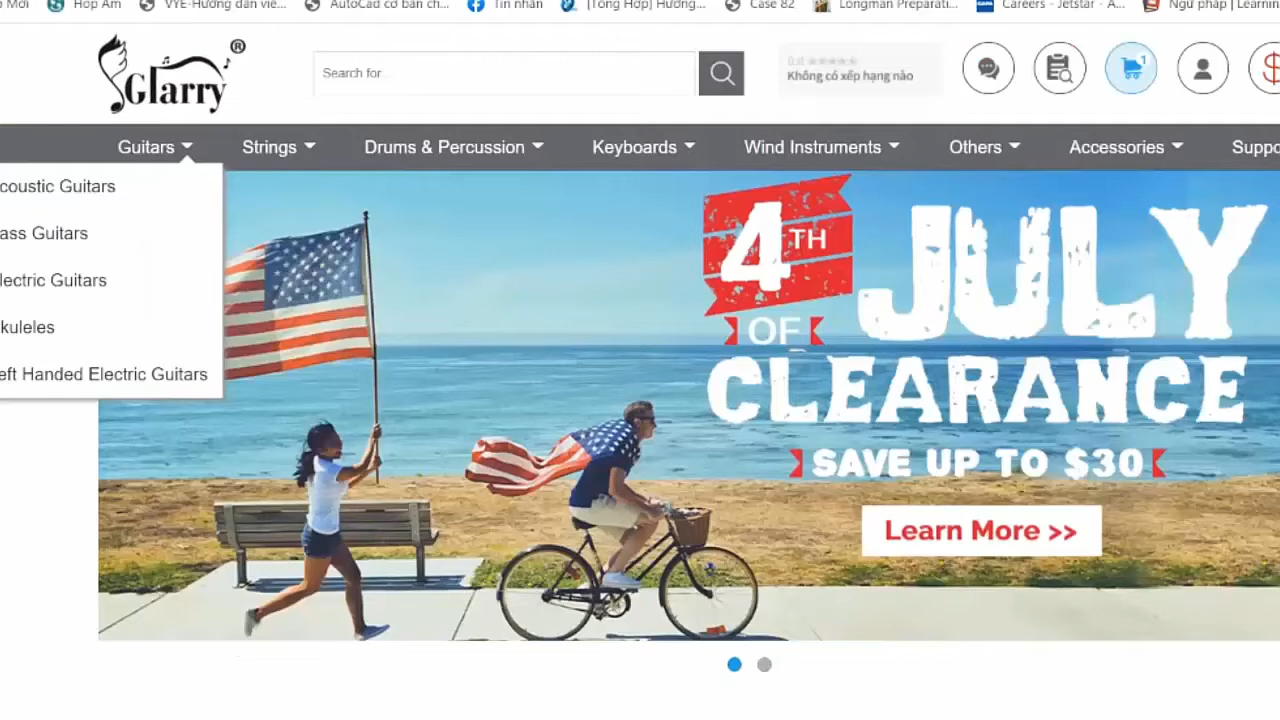 Mới
Hợp Âm
VYE-Hướng dẫn viê...
AutoCad cơ bản ch...
Tin nhắn
[Tổng Hợp] Hướng...
Case 82
Longman Preparati...
Careers - Jetstar - A...
Ngữ pháp | Learnin
Glarry®
Search for...
0.0 ★★★★★
Không có xếp hạng nào
1
Guitars
Strings
Drums & Percussion
Keyboards
Wind Instruments
Others
Accessories
Suppo
coustic Guitars
ass Guitars
lectric Guitars
kuleles
eft Handed Electric Guitars
4TH
JULY
OF
CLEARANCE
SAVE UP TO $30
Learn More >>